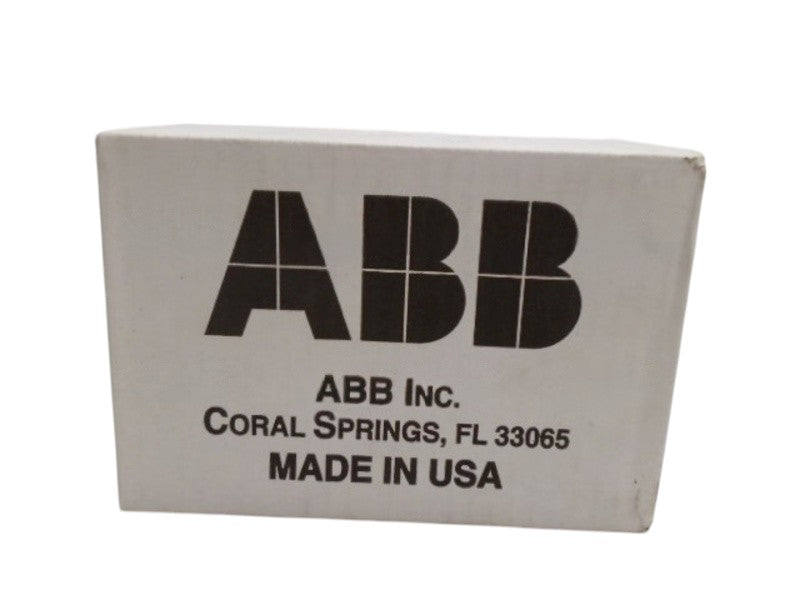 ABB
ABB INC.
CORAL SPRINGS, FL 33065
MADE IN USA